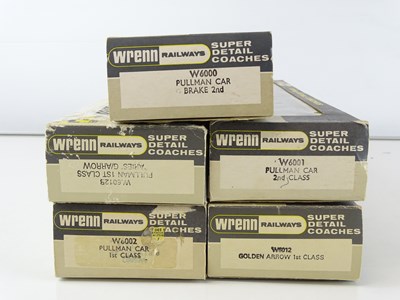 wrenn RAILWAYS SUPER DETAIL COACHES
W6000
PULLMAN CAR
BRAKE 2nd
wrenn RAILWAYS SUPER DETAIL COACHES
PULLMAN 1ST CLASS
wrenn RAILWAYS SUPER DETAIL COACHES
W6001
PULLMAN CAR
2nd CLASS
wrenn RAILWAYS SUPER DETAIL COACHES
W6002
PULLMAN CAR
1st CLASS
wrenn RAILWAYS SUPER DETAIL COACHES
W6012
GOLDEN ARROW 1st CLASS